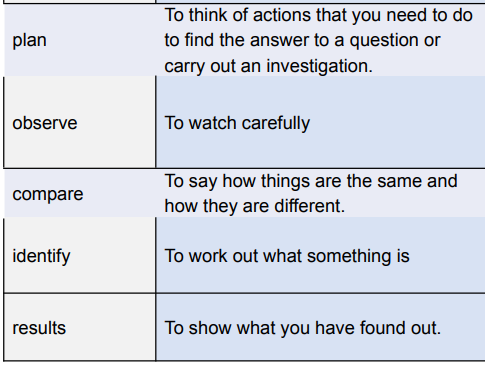 plan
To think of actions that you need to do
to find the answer to a question or
carry out an investigation.
observe
To watch carefully
compare
To say how things are the same and
how they are different.
identify
To work out what something is
results
To show what you have found out.